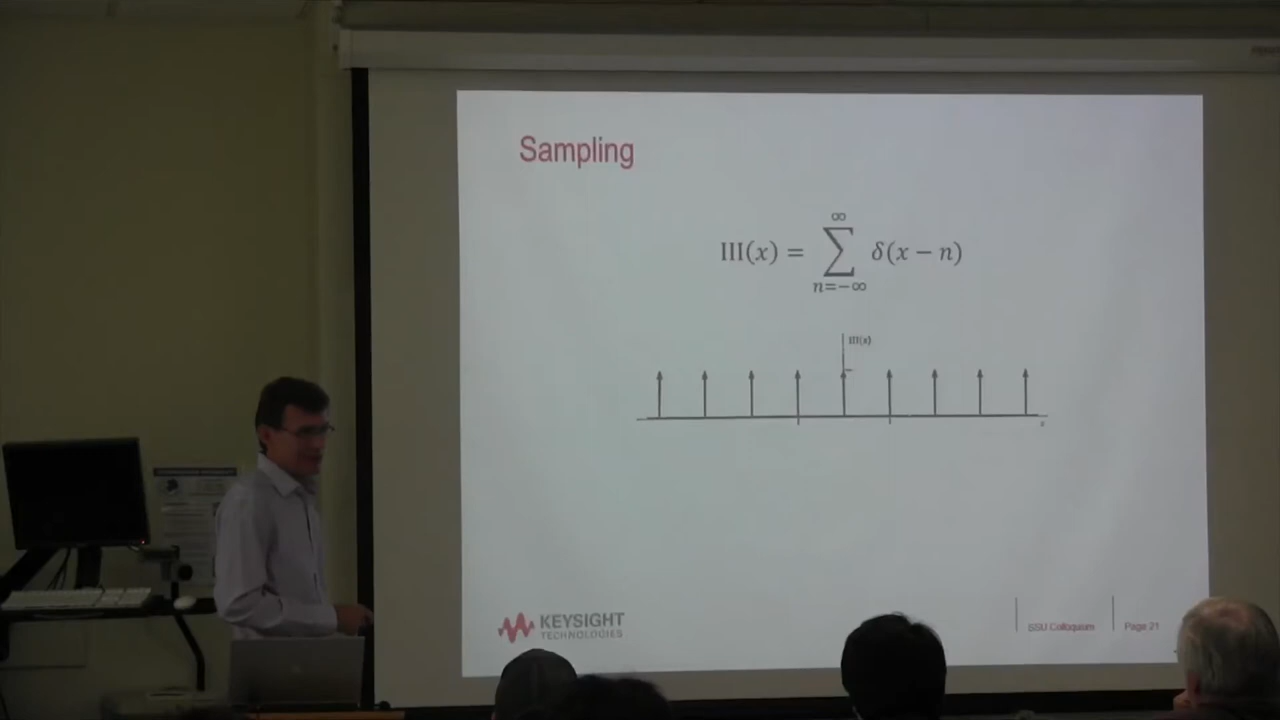 Sampling
∞
III(x) = ∑ δ(x − n)
n=−∞
III(x)
x
KEYSIGHT
TECHNOLOGIES
SSU Colloquium
Page 21